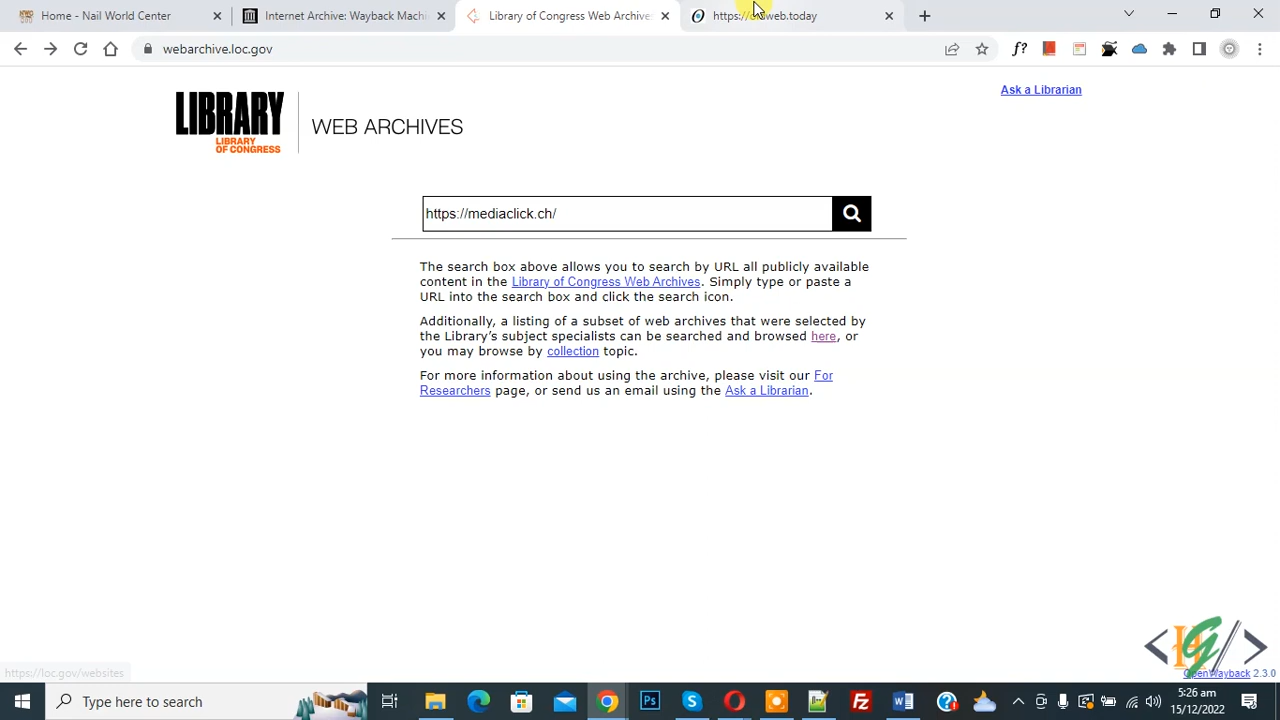 Home - Nail World Center
Internet Archive: Wayback Machi
Library of Congress Web Archives
webarchive.loc.gov
Ask a Librarian
LIBRARY
LIBRARY
OF CONGRESS
WEB ARCHIVES
https://mediaclick.ch/
The search box above allows you to search by URL all publicly available
content in the Library of Congress Web Archives. Simply type or paste a
URL into the search box and click the search icon.
Additionally, a listing of a subset of web archives that were selected by
the Library's subject specialists can be searched and browsed here, or
you may browse by collection topic.
For more information about using the archive, please visit our For
Researchers page, or send us an email using the Ask a Librarian.
https://loc.gov/websites
OpenWayback 2.3.0
Type here to search
5:26 am
15/12/2022